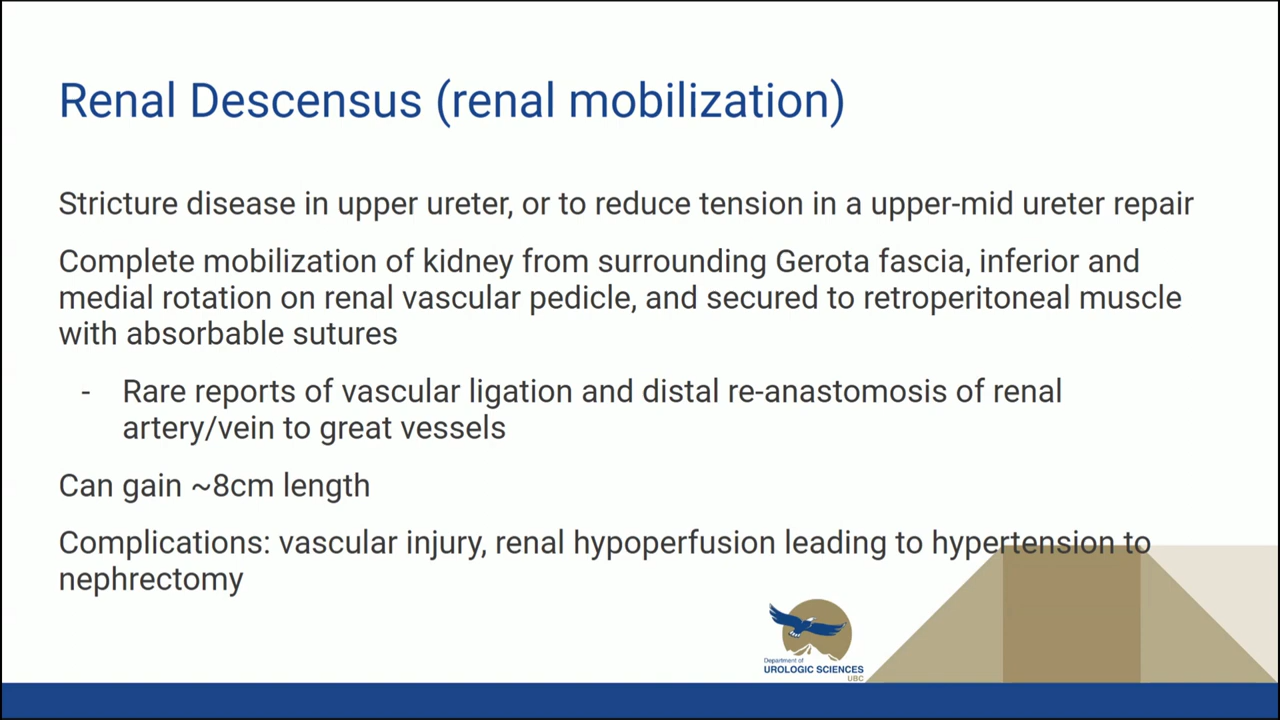 Renal Descensus (renal mobilization)
Stricture disease in upper ureter, or to reduce tension in a upper-mid ureter repair
Complete mobilization of kidney from surrounding Gerota fascia, inferior and
medial rotation on renal vascular pedicle, and secured to retroperitoneal muscle
with absorbable sutures
- Rare reports of vascular ligation and distal re-anastomosis of renal
artery/vein to great vessels
Can gain ~8cm length
Complications: vascular injury, renal hypoperfusion leading to hypertension to
nephrectomy
Department of
UROLOGIC SCIENCES
UBC